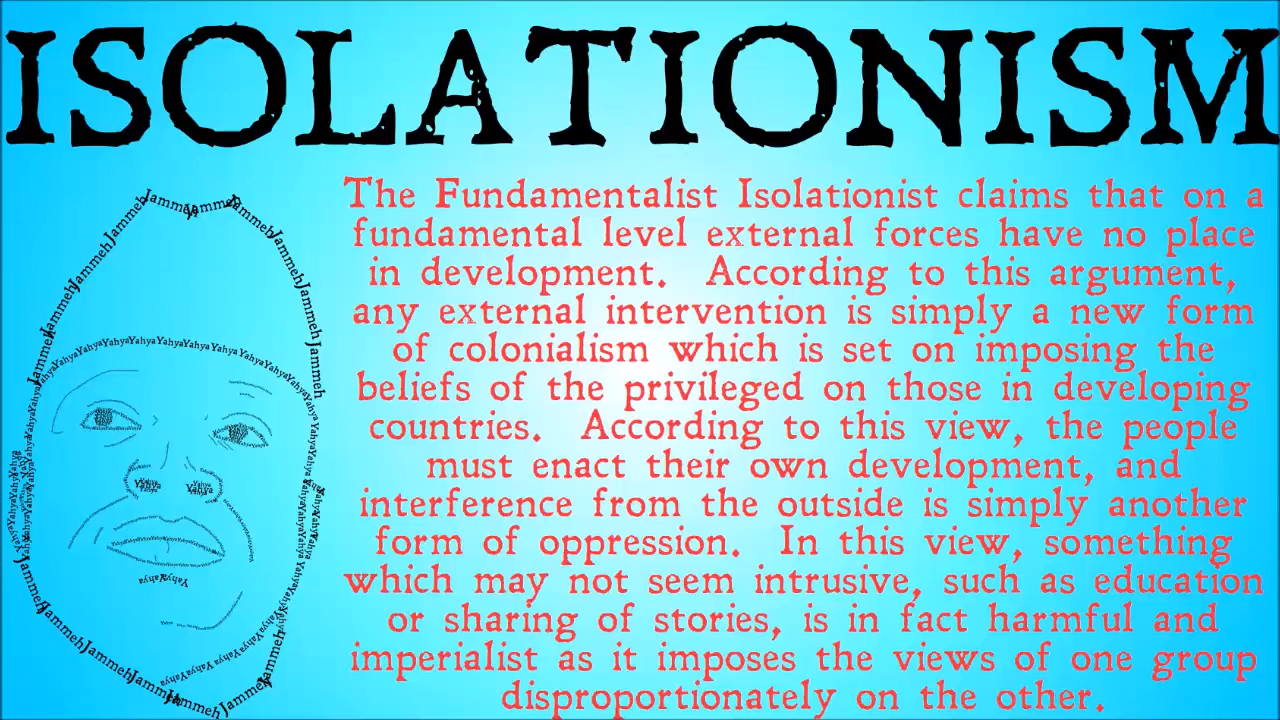 ISOLATIONISM
The Fundamentalist Isolationist claims that on a
fundamental level external forces have no place
in development.  According to this argument,
any external intervention is simply a new form
of colonialism which is set on imposing the
beliefs of the privileged on those in developing
countries.  According to this view, the people
must enact their own development, and
interference from the outside is simply another
form of oppression.  In this view, something
which may not seem intrusive, such as education
or sharing of stories, is in fact harmful and
imperialist as it imposes the views of one group
disproportionately on the other.
Jammeh
Yahya